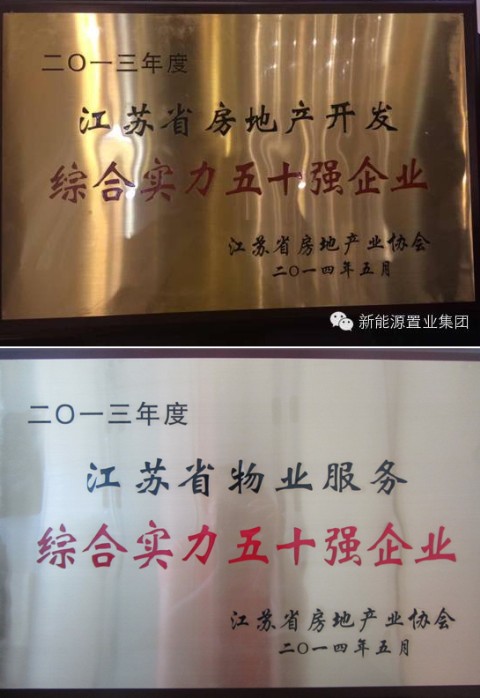 二〇一三年度
江苏省房地产开发
综合实力五十强企业
江苏省房地产业协会
二〇一四年五月
新能源置业集团
二〇一三年度
江苏省物业服务
综合实力五十强企业
江苏省房地产业协会
二〇一四年五月